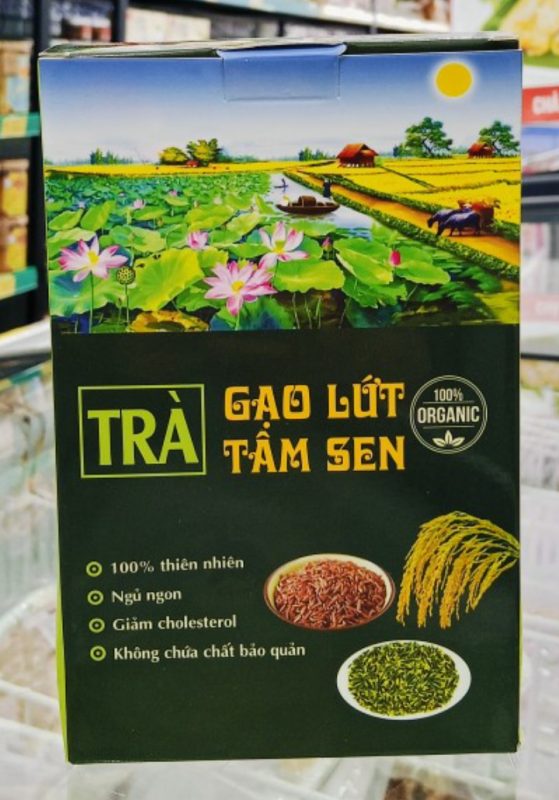 TRÀ
GẠO LỨT
TÂM SEN
100%
ORGANIC
100% thiên nhiên
Ngủ ngon
Giảm cholesterol
Không chứa chất bảo quản